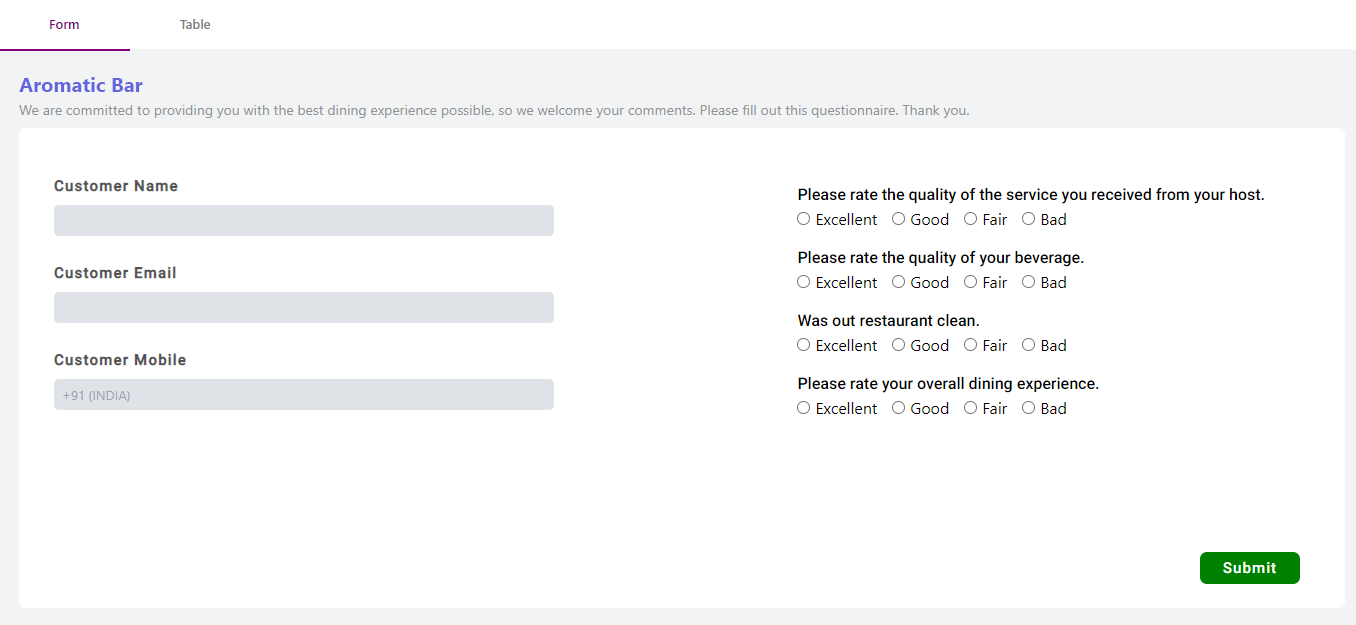 Form Table
Aromatic Bar
We are committed to providing you with the best dining experience possible, so we welcome your comments. Please fill out this questionnaire. Thank you.
Customer Name
Customer Email
Customer Mobile
+91 (INDIA)
Please rate the quality of the service you received from your host.
Excellent Good Fair Bad
Please rate the quality of your beverage.
Excellent Good Fair Bad
Was out restaurant clean.
Excellent Good Fair Bad
Please rate your overall dining experience.
Excellent Good Fair Bad
Submit